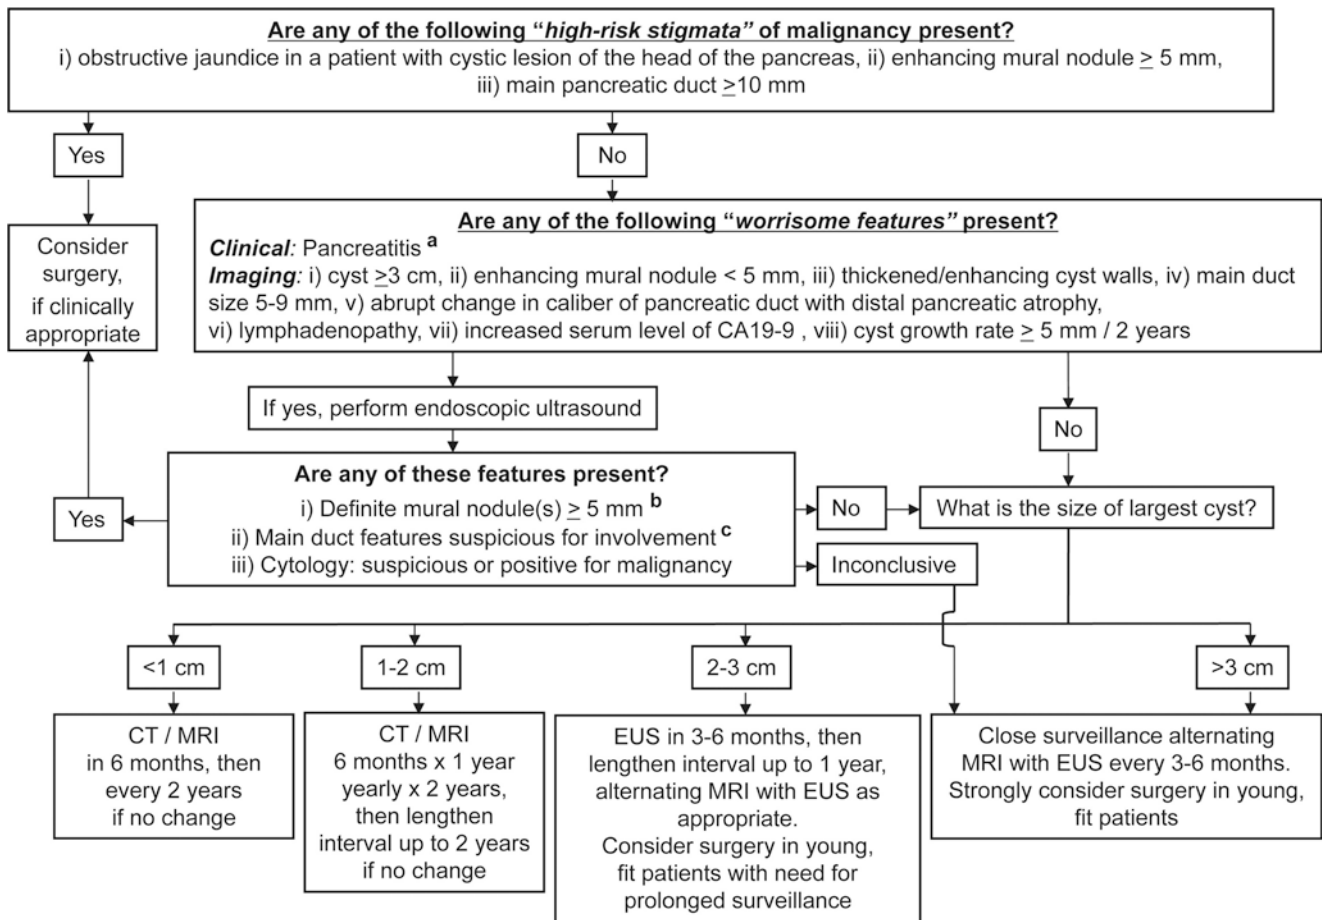 Are any of the following “high-risk stigmata” of malignancy present?
i) obstructive jaundice in a patient with cystic lesion of the head of the pancreas, ii) enhancing mural nodule ≥ 5 mm,
iii) main pancreatic duct ≥10 mm
Yes
No
Consider
surgery,
if clinically
appropriate
Are any of the following “worrisome features” present?
Clinical: Pancreatitis a
Imaging: i) cyst ≥3 cm, ii) enhancing mural nodule < 5 mm, iii) thickened/enhancing cyst walls, iv) main duct
size 5-9 mm, v) abrupt change in caliber of pancreatic duct with distal pancreatic atrophy,
vi) lymphadenopathy, vii) increased serum level of CA19-9 , viii) cyst growth rate ≥ 5 mm / 2 years
If yes, perform endoscopic ultrasound
No
Are any of these features present?
i) Definite mural nodule(s) ≥ 5 mm b
ii) Main duct features suspicious for involvement c
iii) Cytology: suspicious or positive for malignancy
Yes
No
What is the size of largest cyst?
Inconclusive
<1 cm
1-2 cm
2-3 cm
>3 cm
CT / MRI
in 6 months, then
every 2 years
if no change
CT / MRI
6 months x 1 year
yearly x 2 years,
then lengthen
interval up to 2 years
if no change
EUS in 3-6 months, then
lengthen interval up to 1 year,
alternating MRI with EUS as
appropriate.
Consider surgery in young,
fit patients with need for
prolonged surveillance
Close surveillance alternating
MRI with EUS every 3-6 months.
Strongly consider surgery in young,
fit patients